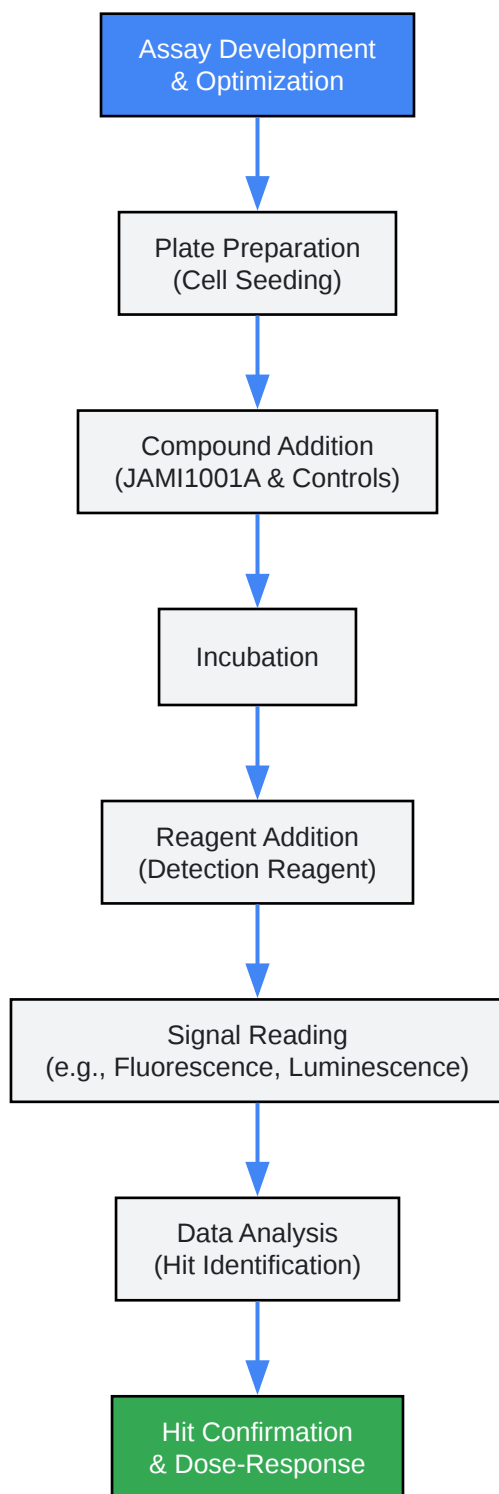 Assay Development
& Optimization
Plate Preparation
(Cell Seeding)
Compound Addition
(JAMI1001A & Controls)
Incubation
Reagent Addition
(Detection Reagent)
Signal Reading
(e.g., Fluorescence, Luminescence)
Data Analysis
(Hit Identification)
Hit Confirmation
& Dose-Response